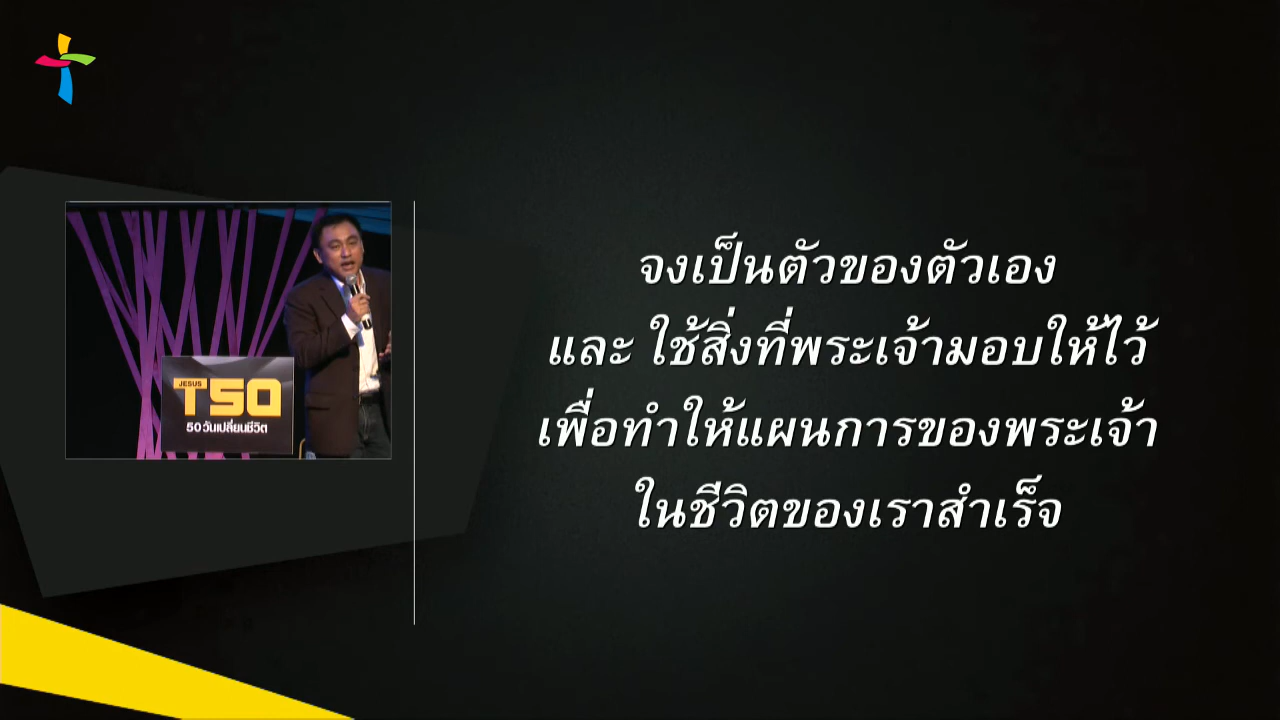 JESUS
T50
50 วันเปลี่ยนชีวิต
จงเป็นตัวของตัวเอง
และ ใช้สิ่งที่พระเจ้ามอบให้ไว้
เพื่อทำให้แผนการของพระเจ้า
ในชีวิตของเราสำเร็จ